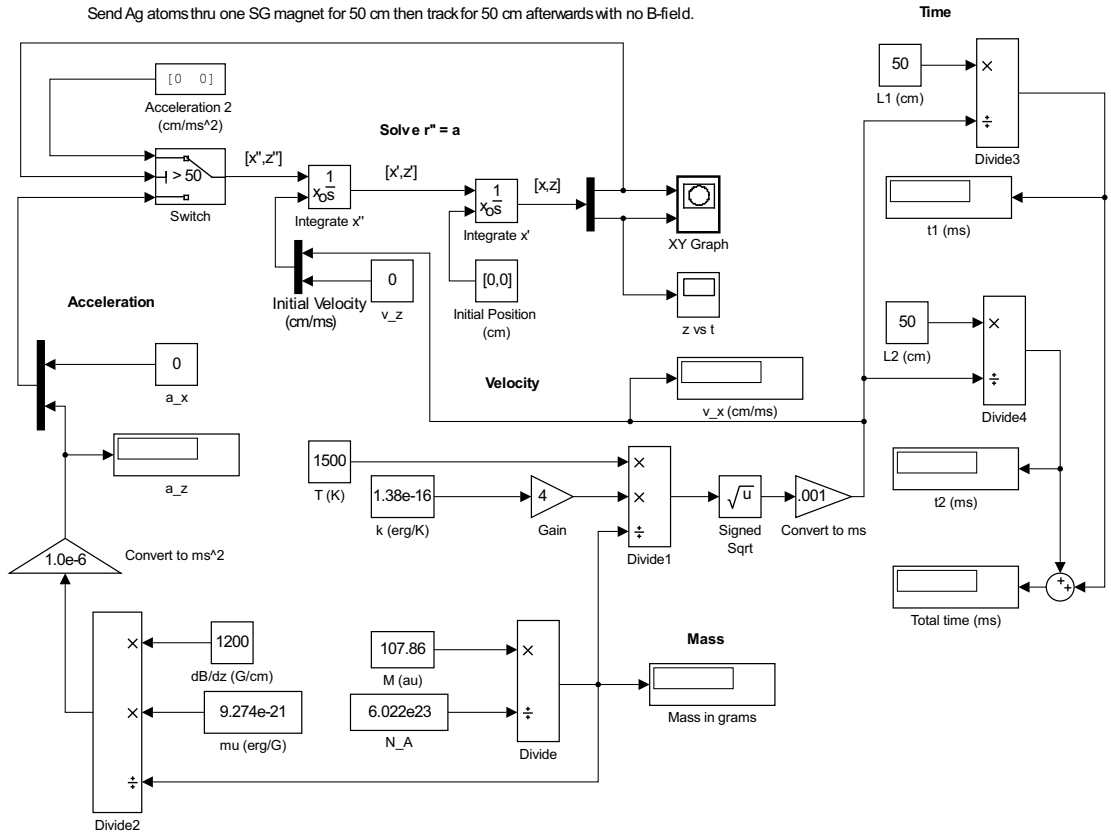 Send Ag atoms thru one SG magnet for 50 cm then track for 50 cm afterwards with no B-field.
Time
[0 0]
Acceleration 2
(cm/ms^2)
50
L1 (cm)
×
÷
Divide3
Solve r" = a
> 50
Switch
[x",z"]
1
s
xo
Integrate x"
[x',z']
1
s
xo
Integrate x'
[x,z]
XY Graph
t1 (ms)
Initial Velocity
(cm/ms)
0
v_z
[0,0]
Initial Position
(cm)
z vs t
Acceleration
50
L2 (cm)
×
÷
Divide4
0
a_x
Velocity
v_x (cm/ms)
a_z
1500
T (K)
1.38e-16
k (erg/K)
4
Gain
×
×
÷
Divide1
√u
Signed
Sqrt
.001
Convert to ms
t2 (ms)
1.0e-6
Convert to ms^2
+
+
Total time (ms)
×
×
÷
Divide2
1200
dB/dz (G/cm)
9.274e-21
mu (erg/G)
107.86
M (au)
6.022e23
N_A
×
÷
Divide
Mass
Mass in grams